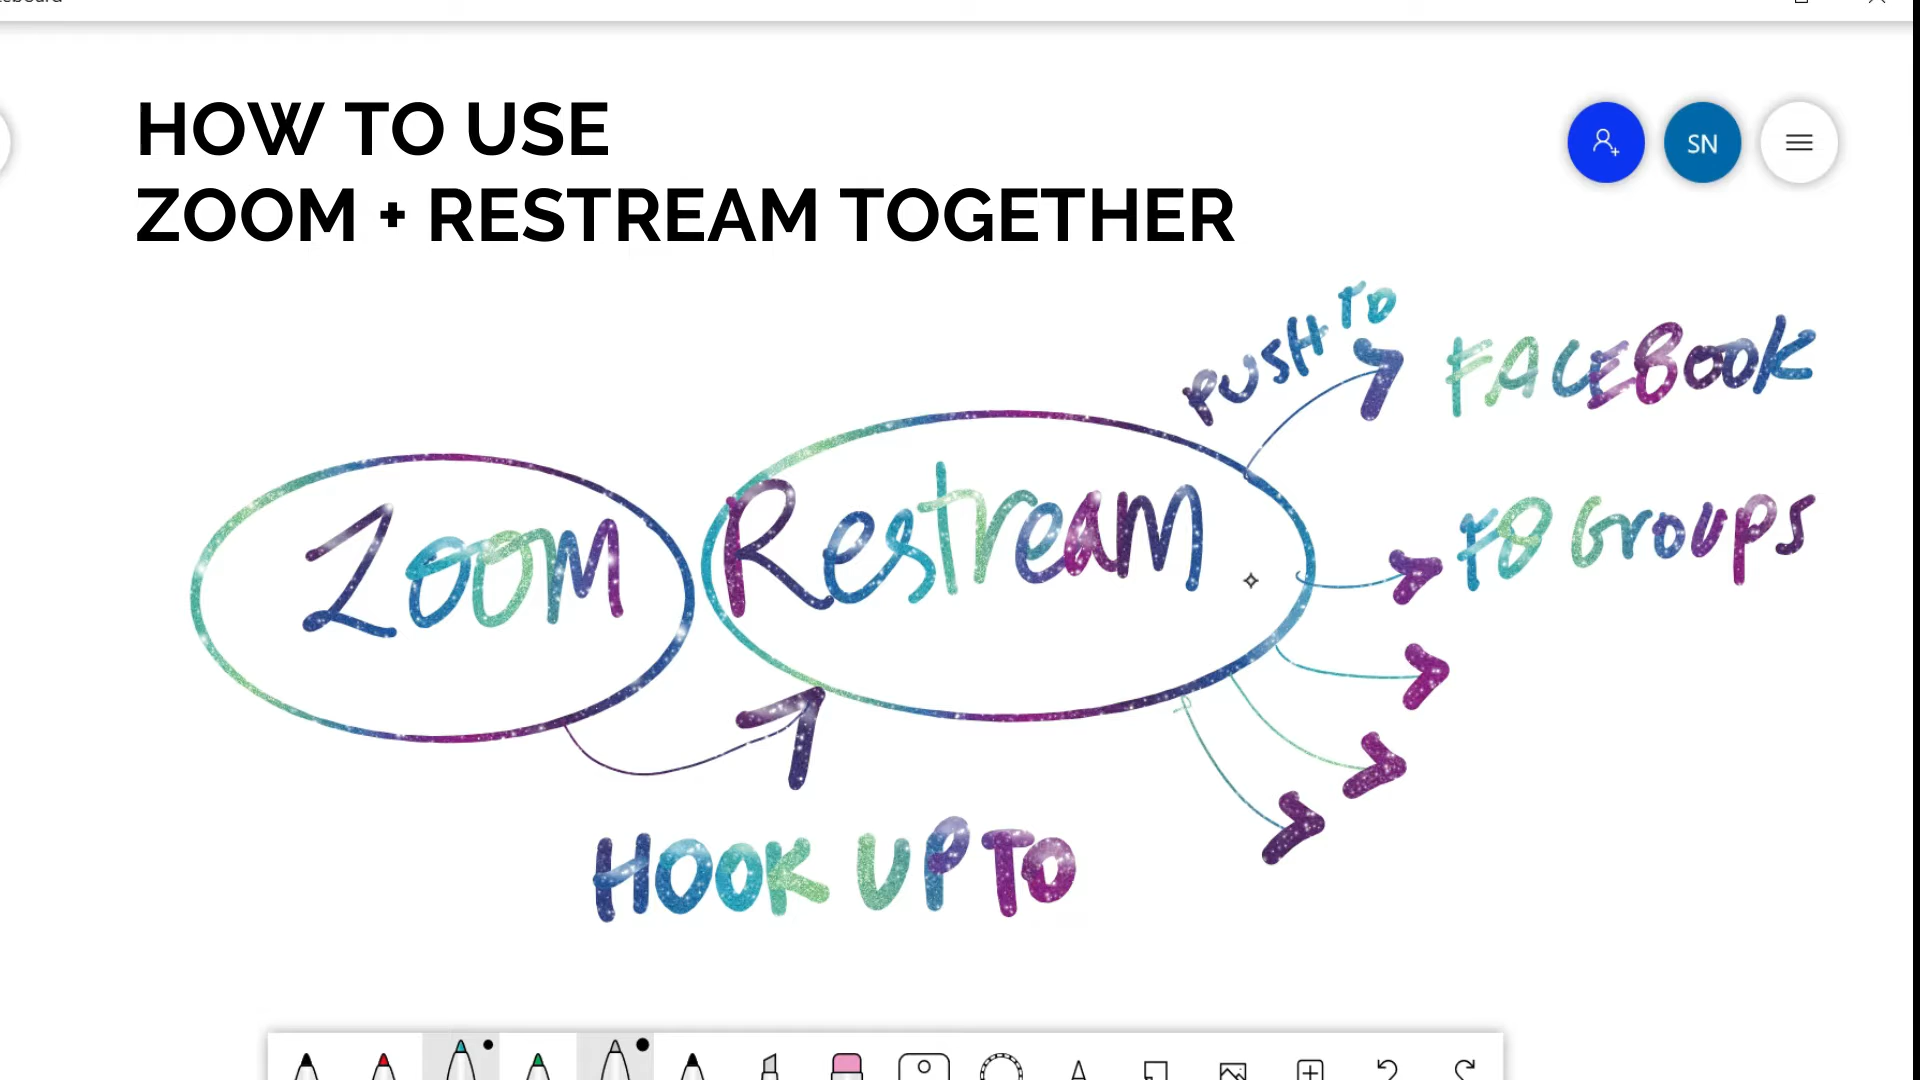 HOW TO USE
ZOOM + RESTREAM TOGETHER
SN
PUSH TO
FACEBOOK
Zoom
Restream
FB Groups
HOOK UP TO